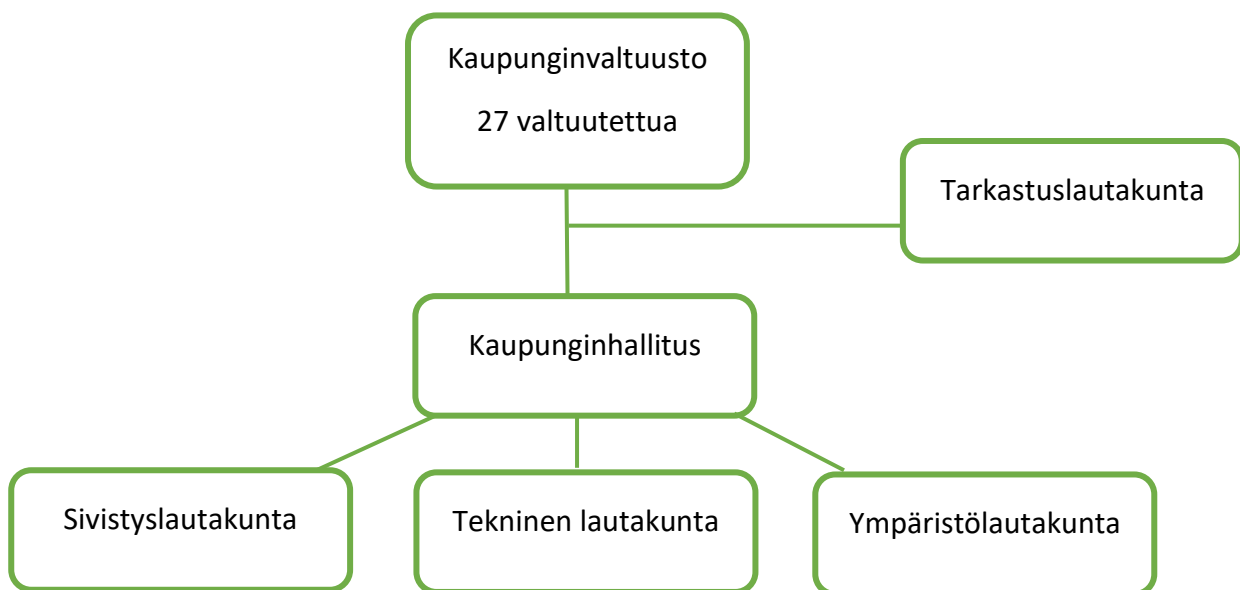 Kaupunginvaltuusto
27 valtuutettua
Tarkastuslautakunta
Kaupunginhallitus
Sivistyslautakunta
Tekninen lautakunta
Ympäristölautakunta